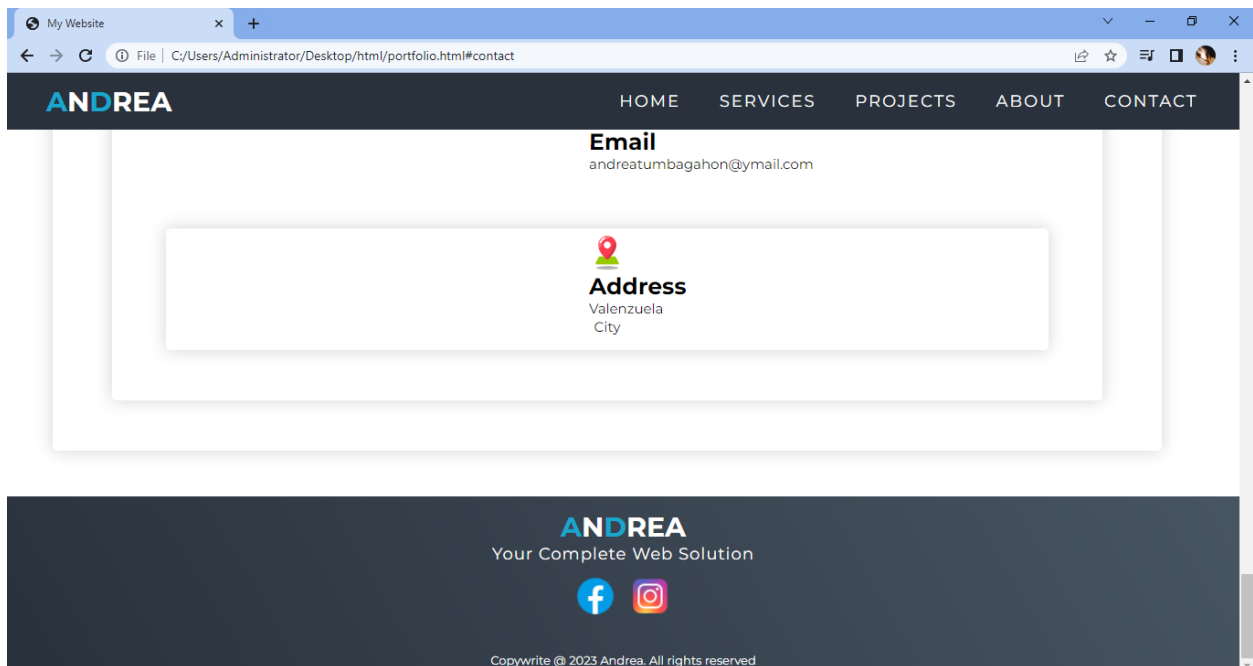 My Website
File | C:/Users/Administrator/Desktop/html/portfolio.html#contact
ANDREA HOME SERVICES PROJECTS ABOUT CONTACT
Email
andreatumbagahon@ymail.com
Address
Valenzuela
City
ANDREA
Your Complete Web Solution
Copywrite @ 2023 Andrea. All rights reserved